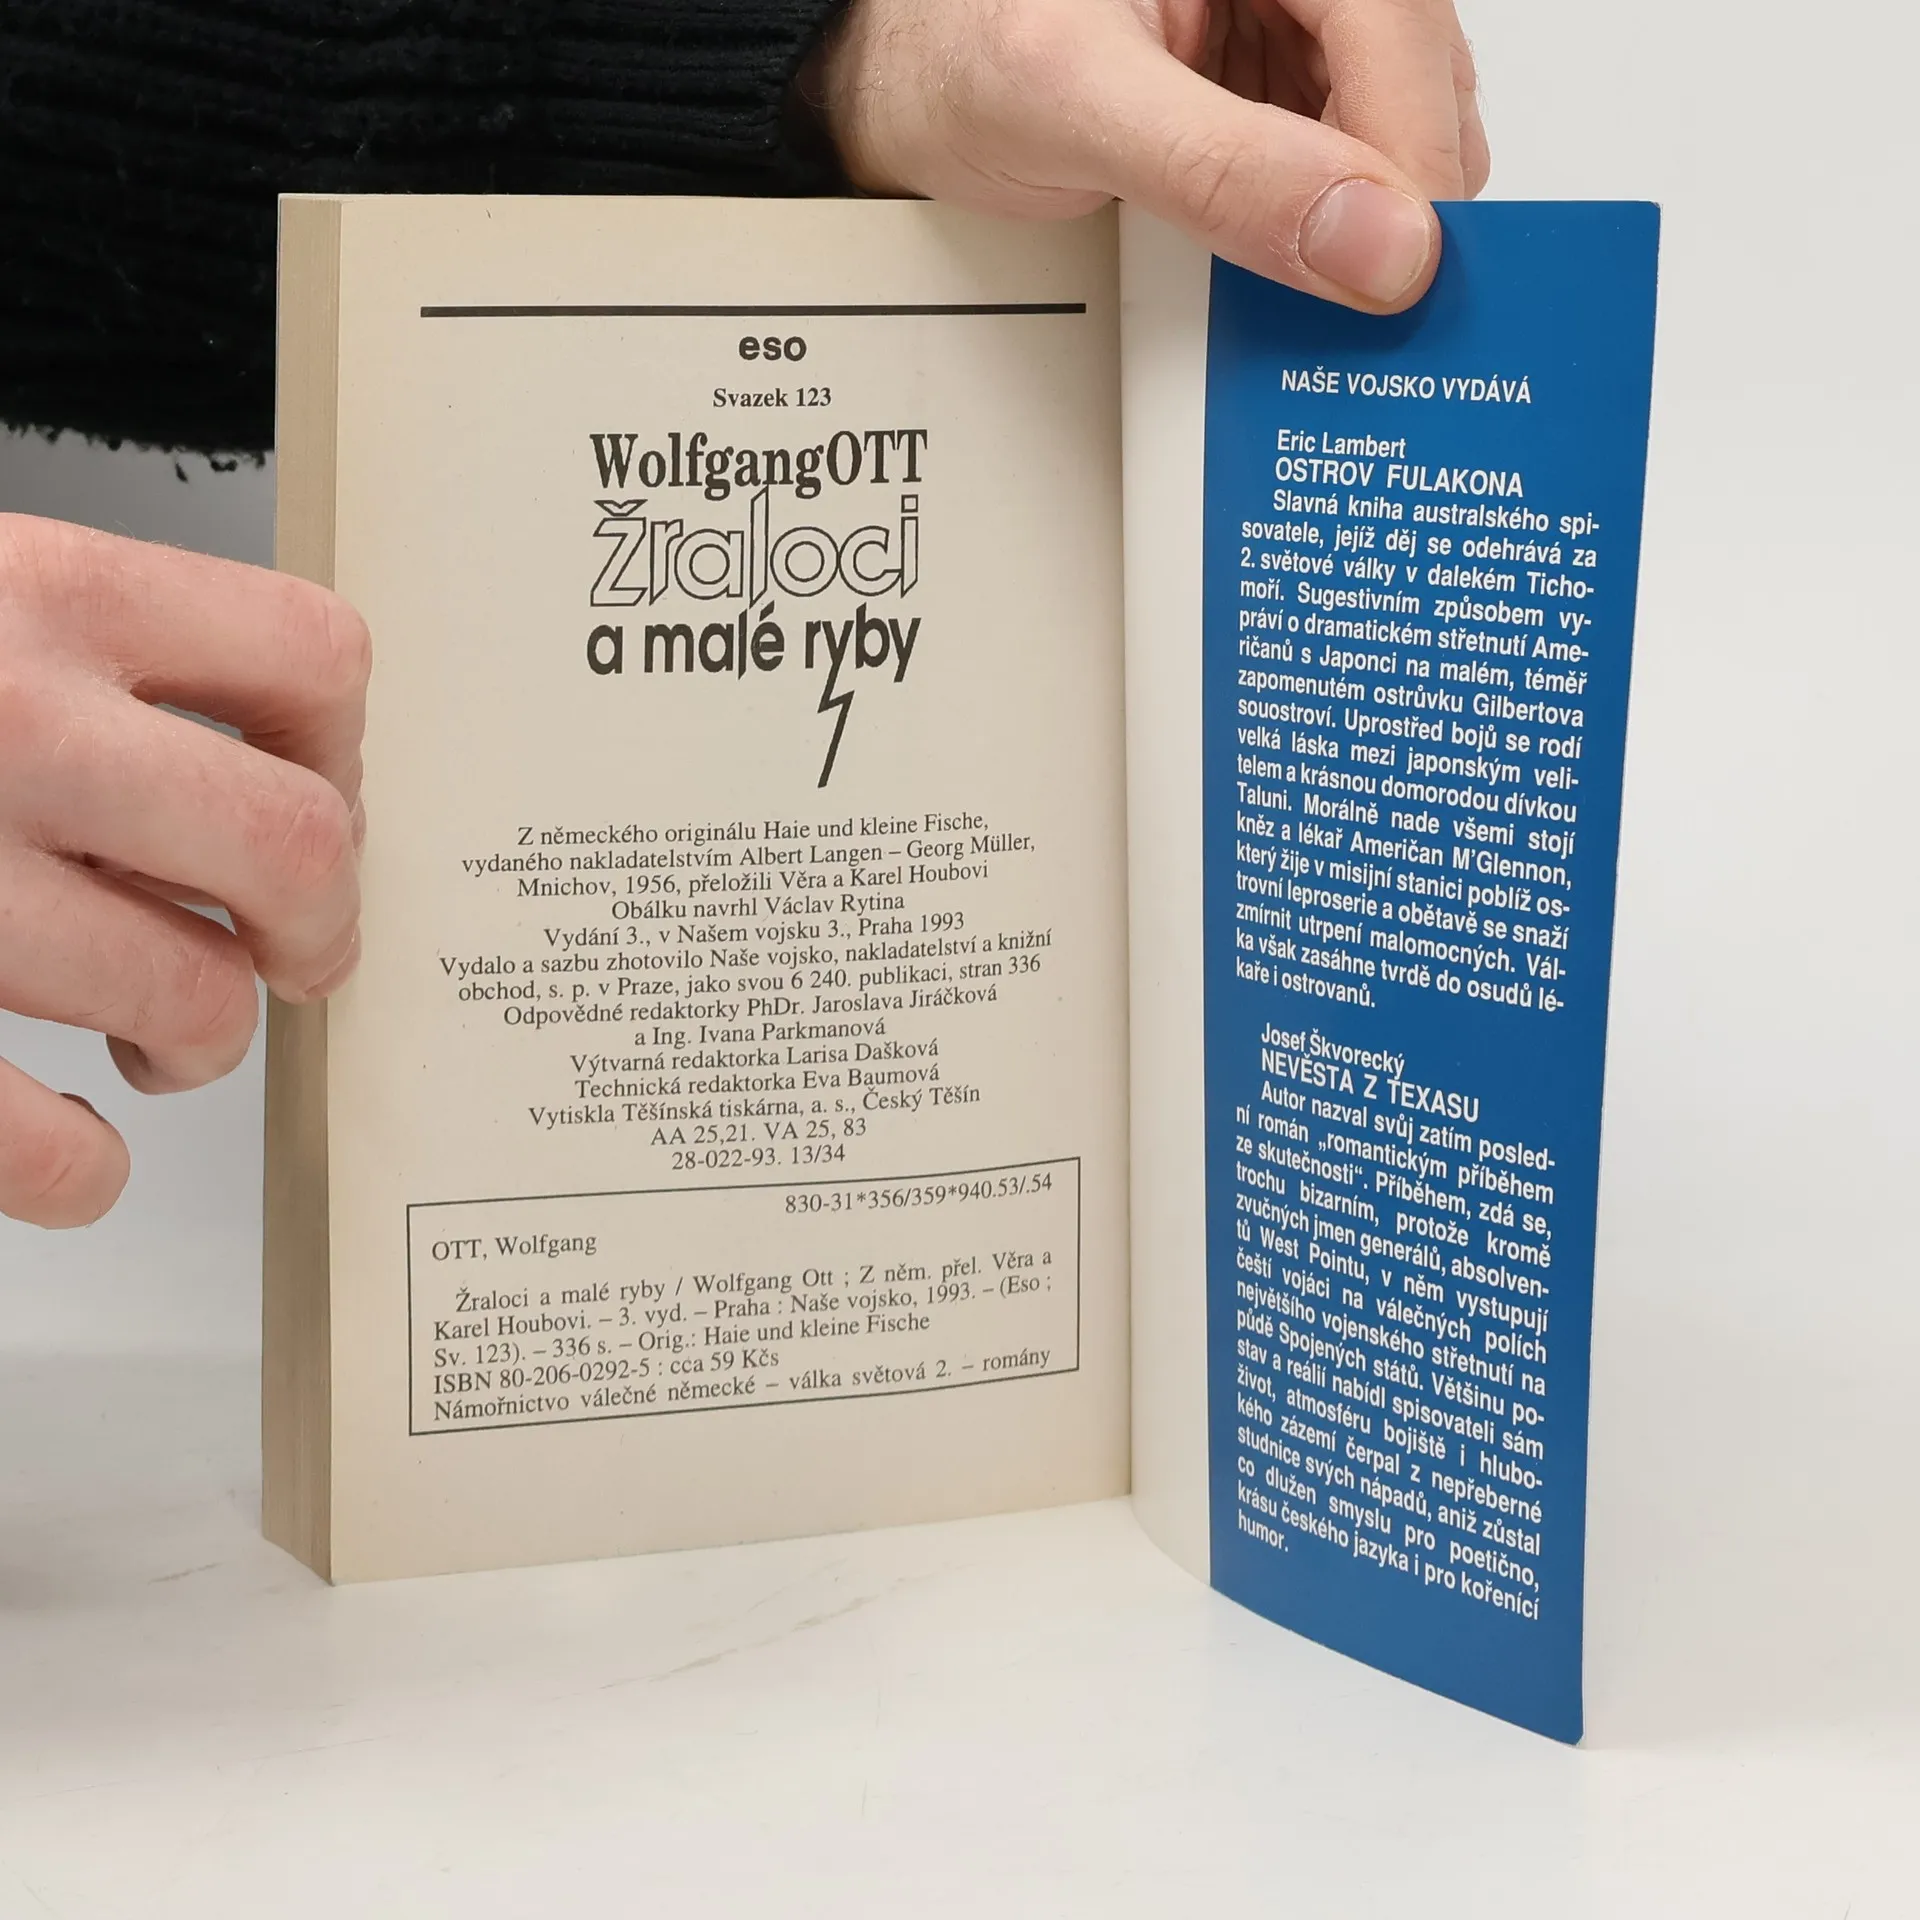 eso
Svazek 123
WolfgangOTT
Žraloci
a malé ryby
Z německého originálu Haie und kleine Fische,
vydaného nakladatelstvím Albert Langen – Georg Müller,
Mnichov, 1956, přeložili Věra a Karel Houbovi
Obálku navrhl Václav Rytina
Vydání 3., v Našem vojsku 3., Praha 1993
Vydalo a sazbu zhotovilo Naše vojsko, nakladatelství a knižní
obchod, s. p. v Praze, jako svou 6 240. publikaci, stran 336
Odpovědné redaktorky PhDr. Jaroslava Jiráčková
a Ing. Ivana Parkmanová
Výtvarná redaktorka Larisa Dašková
Technická redaktorka Eva Baumová
Vytiskla Těšínská tiskárna, a. s., Český Těšín
AA 25,21. VA 25, 83
28-022-93. 13/34
830-31*356/359*940.53/.54
OTT, Wolfgang
Žraloci a malé ryby / Wolfgang Ott ; Z něm. přel. Věra a
Karel Houbovi. – 3. vyd. – Praha : Naše vojsko, 1993. – (Eso ;
Sv. 123). – 336 s. – Orig.: Haie und kleine Fische
ISBN 80-206-0292-5 : cca 59 Kčs
Námořnictvo válečné německé – válka světová 2. – romány
NAŠE VOJSKO VYDÁVÁ
Eric Lambert
OSTROV FULAKONA
Slavná kniha australského spi-
sovatele, jejíž děj se odehrává za
2. světové války v dalekém Ticho-
moří. Sugestivním způsobem vy-
práví o dramatickém střetnutí Ame-
ričanů s Japonci na malém, téměř
zapomenutém ostrůvku Gilbertova
souostroví. Uprostřed bojů se rodí
velká láska mezi japonským veli-
telem a krásnou domorodou dívkou
Taluni. Morálně nade všemi stojí
kněz a lékař Američan M'Glennon,
který žije v misijní stanici poblíž os-
trovní leproserie a obětavě se snaží
zmírnit utrpení malomocných. Vál-
ka však zasáhne tvrdě do osudů lé-
kaře i ostrovanů.
Josef Škvorecký
NEVĚSTA Z TEXASU
Autor nazval svůj zatím posled-
ní román „romantickým příběhem
ze skutečnosti“. Příběhem, zdá se,
trochu bizarním, protože kromě
zvučných jmen generálů, absolven-
tů West Pointu, v něm vystupují
čeští vojáci na válečných polích
největšího vojenského střetnutí na
půdě Spojených států. Většinu po-
stav a reálií nabídl spisovateli sám
život, atmosféru bojiště i hlubo-
kého zázemí čerpal z nepřeberné
studnice svých nápadů, aniž zůstal
co dlužen smyslu pro poetično,
krásu českého jazyka i pro kořenící
humor.